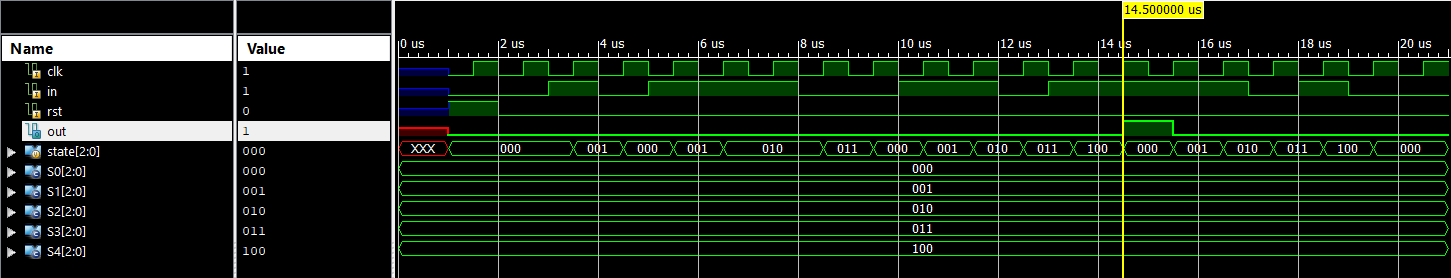 14.500000 us
Name Value 0 us 2 us 4 us 6 us 8 us 10 us 12 us 14 us 16 us 18 us 20 us
clk 1
in 1
rst 0
out 1
state[2:0] 000 XXX 000 001 000 001 010 011 000 001 010 011 100 000 001 010 011 100 000
S0[2:0] 000 000
S1[2:0] 001 001
S2[2:0] 010 010
S3[2:0] 011 011
S4[2:0] 100 100